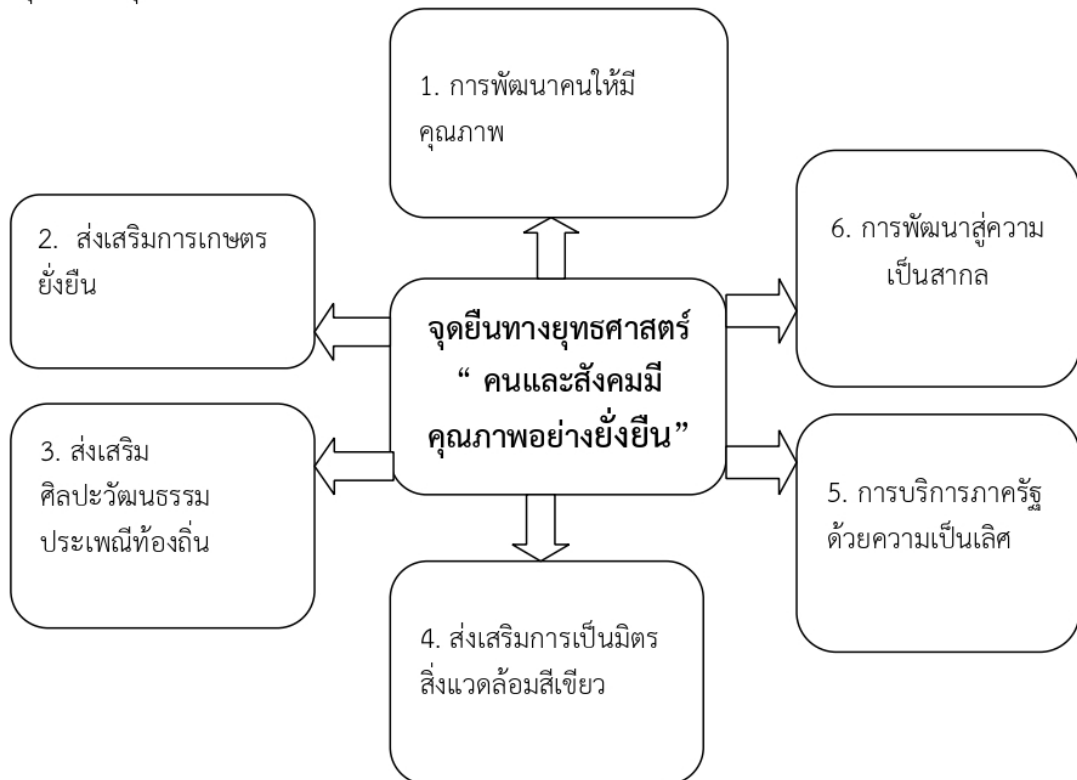 1. การพัฒนาคนให้มี
คุณภาพ
2. ส่งเสริมการเกษตร
ยั่งยืน
6. การพัฒนาสู่ความ
เป็นสากล
จุดยืนทางยุทธศาสตร์
“ คนและสังคมมี
คุณภาพอย่างยั่งยืน”
3. ส่งเสริม
ศิลปะวัฒนธรรม
ประเพณีท้องถิ่น
5. การบริการภาครัฐ
ด้วยความเป็นเลิศ
4. ส่งเสริมการเป็นมิตร
สิ่งแวดล้อมสีเขียว